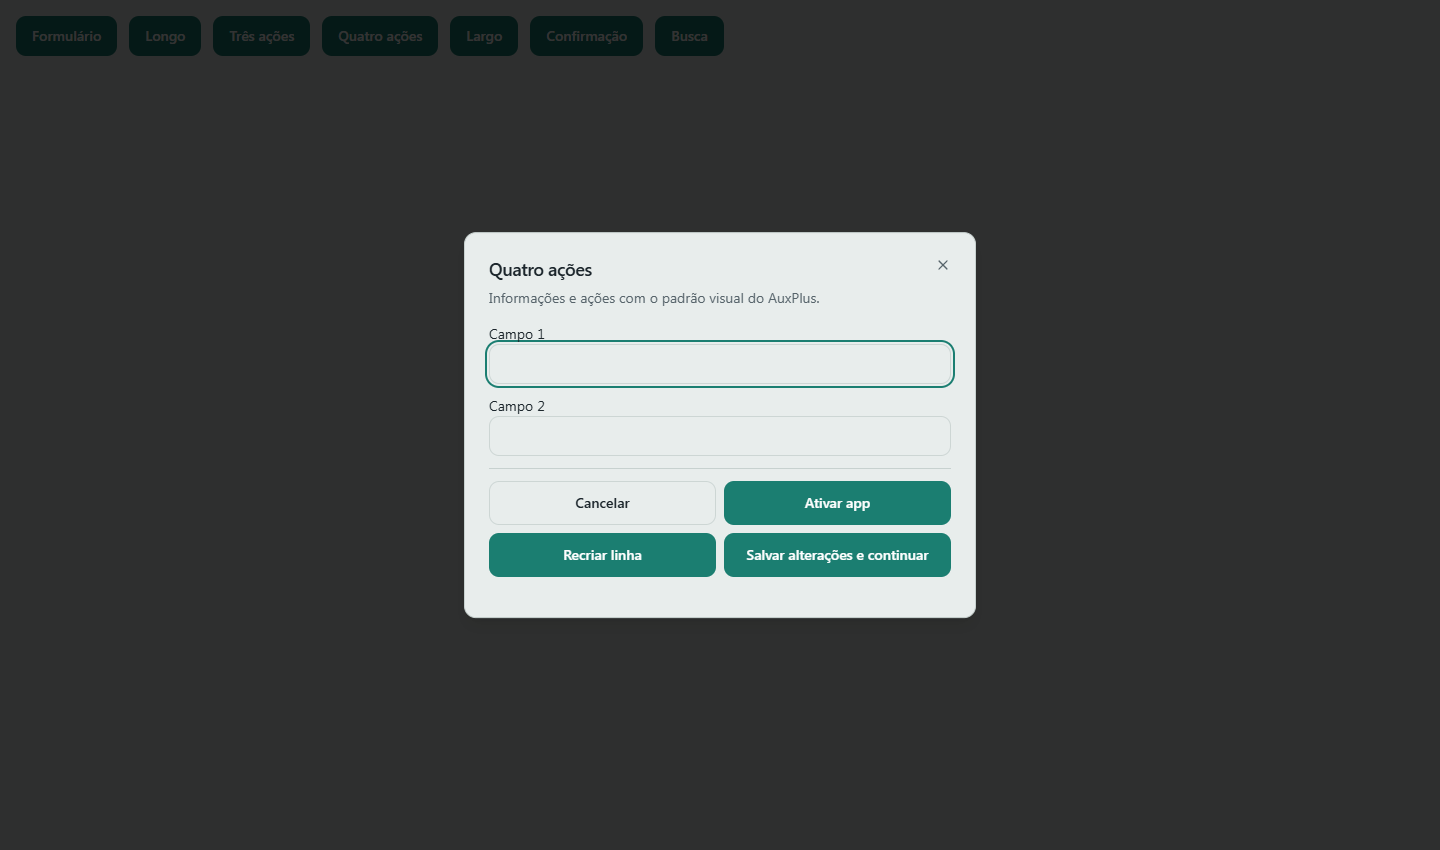 Formulário Longo Três ações Quatro ações Largo Confirmação Busca
Quatro ações
Informações e ações com o padrão visual do AuxPlus.
Campo 1
Campo 2
Cancelar Ativar app
Recriar linha Salvar alterações e continuar